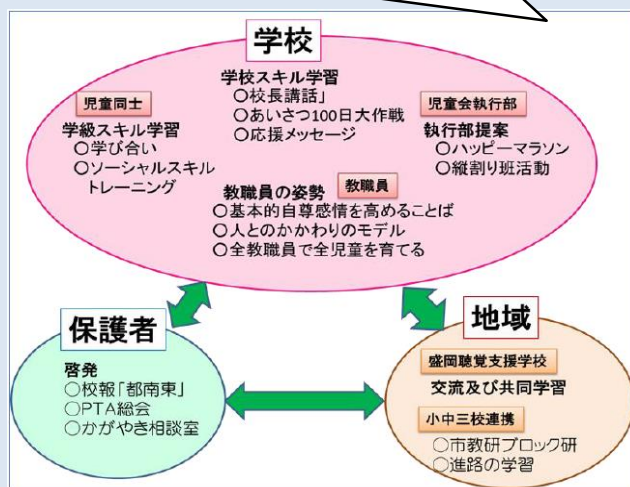 学校
学校スキル学習
○校長講話」
○あいさつ100日大作戦
○応援メッセージ
児童同士
学級スキル学習
○学び合い
○ソーシャルスキル
トレーニング
児童会執行部
執行部提案
○ハッピーマラソン
○縦割り班活動
教職員の姿勢
教職員
○基本的自尊感情を高めることば
○人とのかかわりのモデル
○全教職員で全児童を育てる
保護者
啓発
○校報「都南東」
○PTA総会
○かがやき相談室
地域
盛岡聴覚支援学校
交流及び共同学習
小中三校連携
○市教研ブロック研
○進路の学習